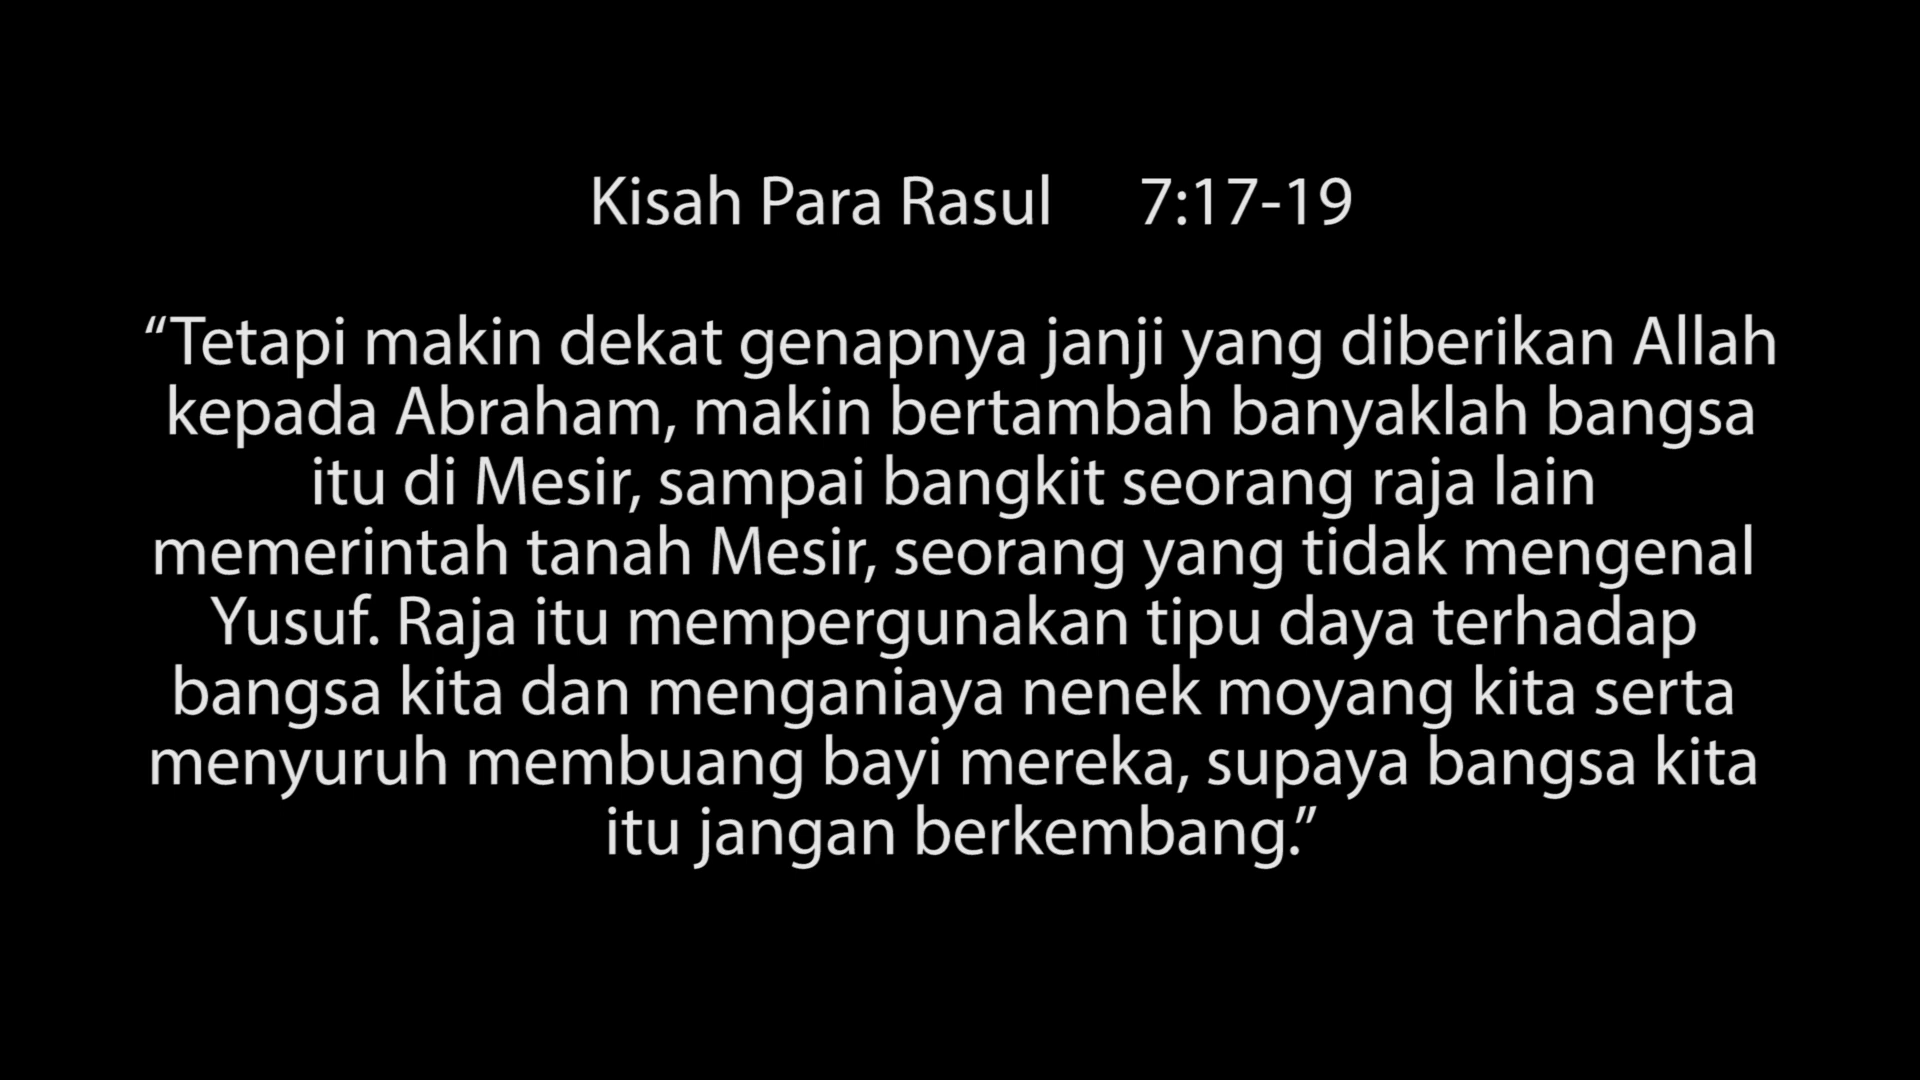 Kisah Para Rasul 7:17-19
“Tetapi makin dekat genapnya janji yang diberikan Allah
kepada Abraham, makin bertambah banyaklah bangsa
itu di Mesir, sampai bangkit seorang raja lain
memerintah tanah Mesir, seorang yang tidak mengenal
Yusuf. Raja itu mempergunakan tipu daya terhadap
bangsa kita dan menganiaya nenek moyang kita serta
menyuruh membuang bayi mereka, supaya bangsa kita
itu jangan berkembang.”